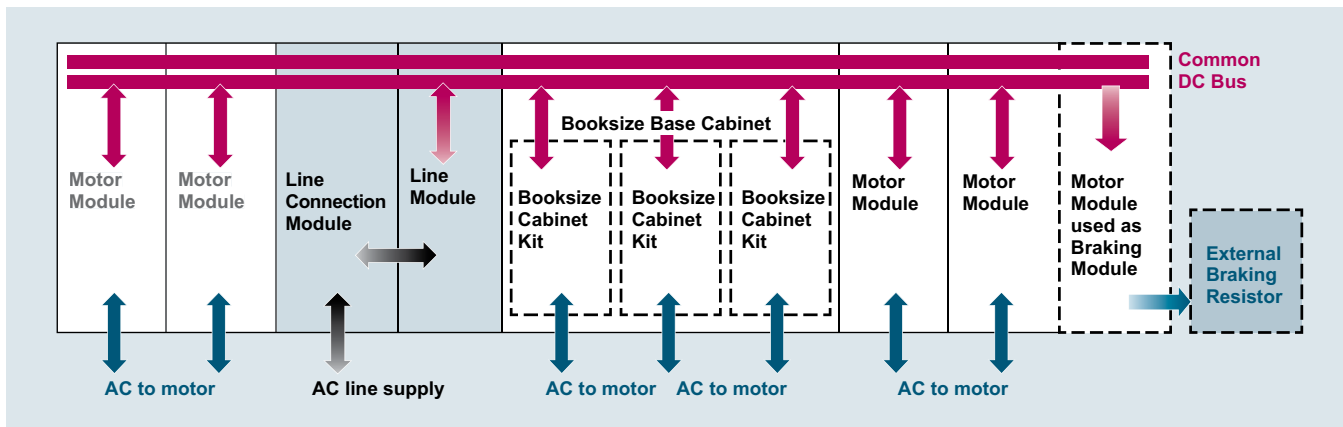 Common
DC Bus
Booksize Base Cabinet
Motor
Module
Motor
Module
Line
Connection
Module
Line
Module
Booksize
Cabinet
Kit
Booksize
Cabinet
Kit
Booksize
Cabinet
Kit
Motor
Module
Motor
Module
Motor
Module
used as
Braking
Module
External
Braking
Resistor
AC to motor
AC line supply
AC to motor
AC to motor
AC to motor